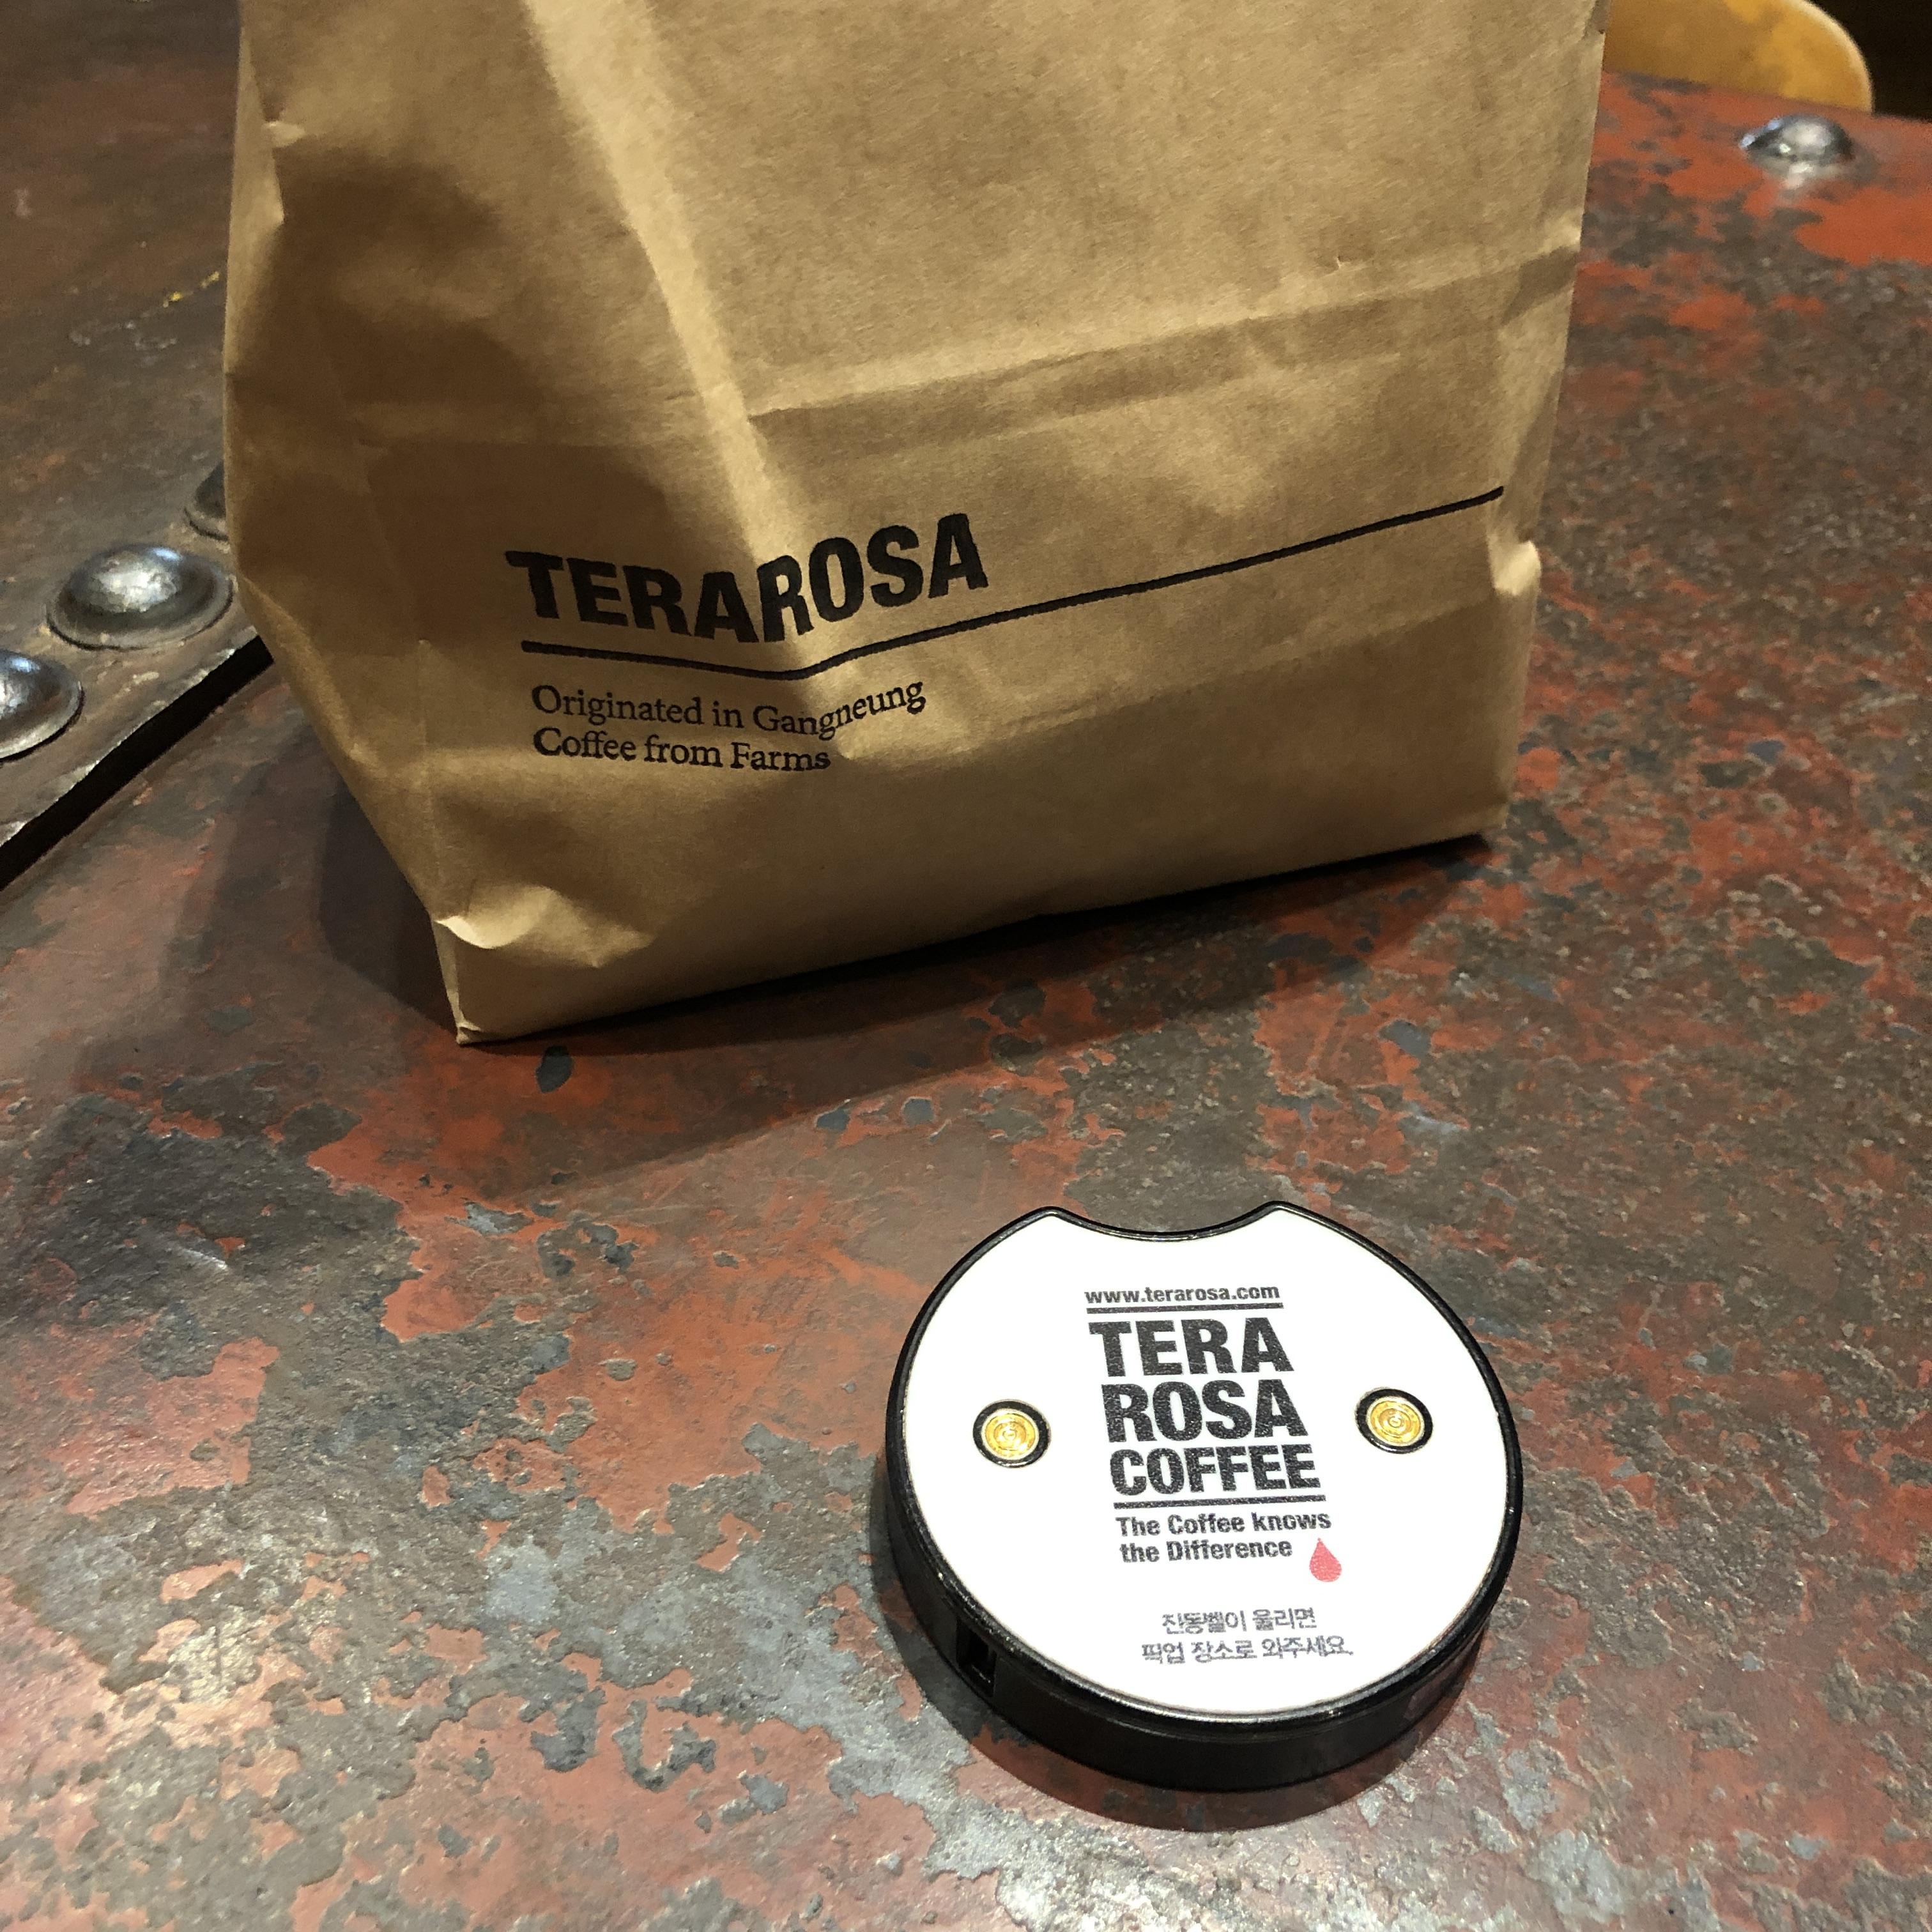 TERAROSA
Originated in Gangneung
Coffee from Farms
www.terarosa.com
TERA
ROSA
COFFEE
The Coffee knows
the Difference
진동벨이 울리면
픽업 장소로 와주세요.